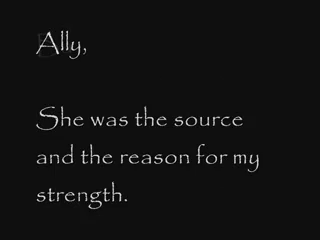 Ally,
She was the source
and the reason for my
strength.